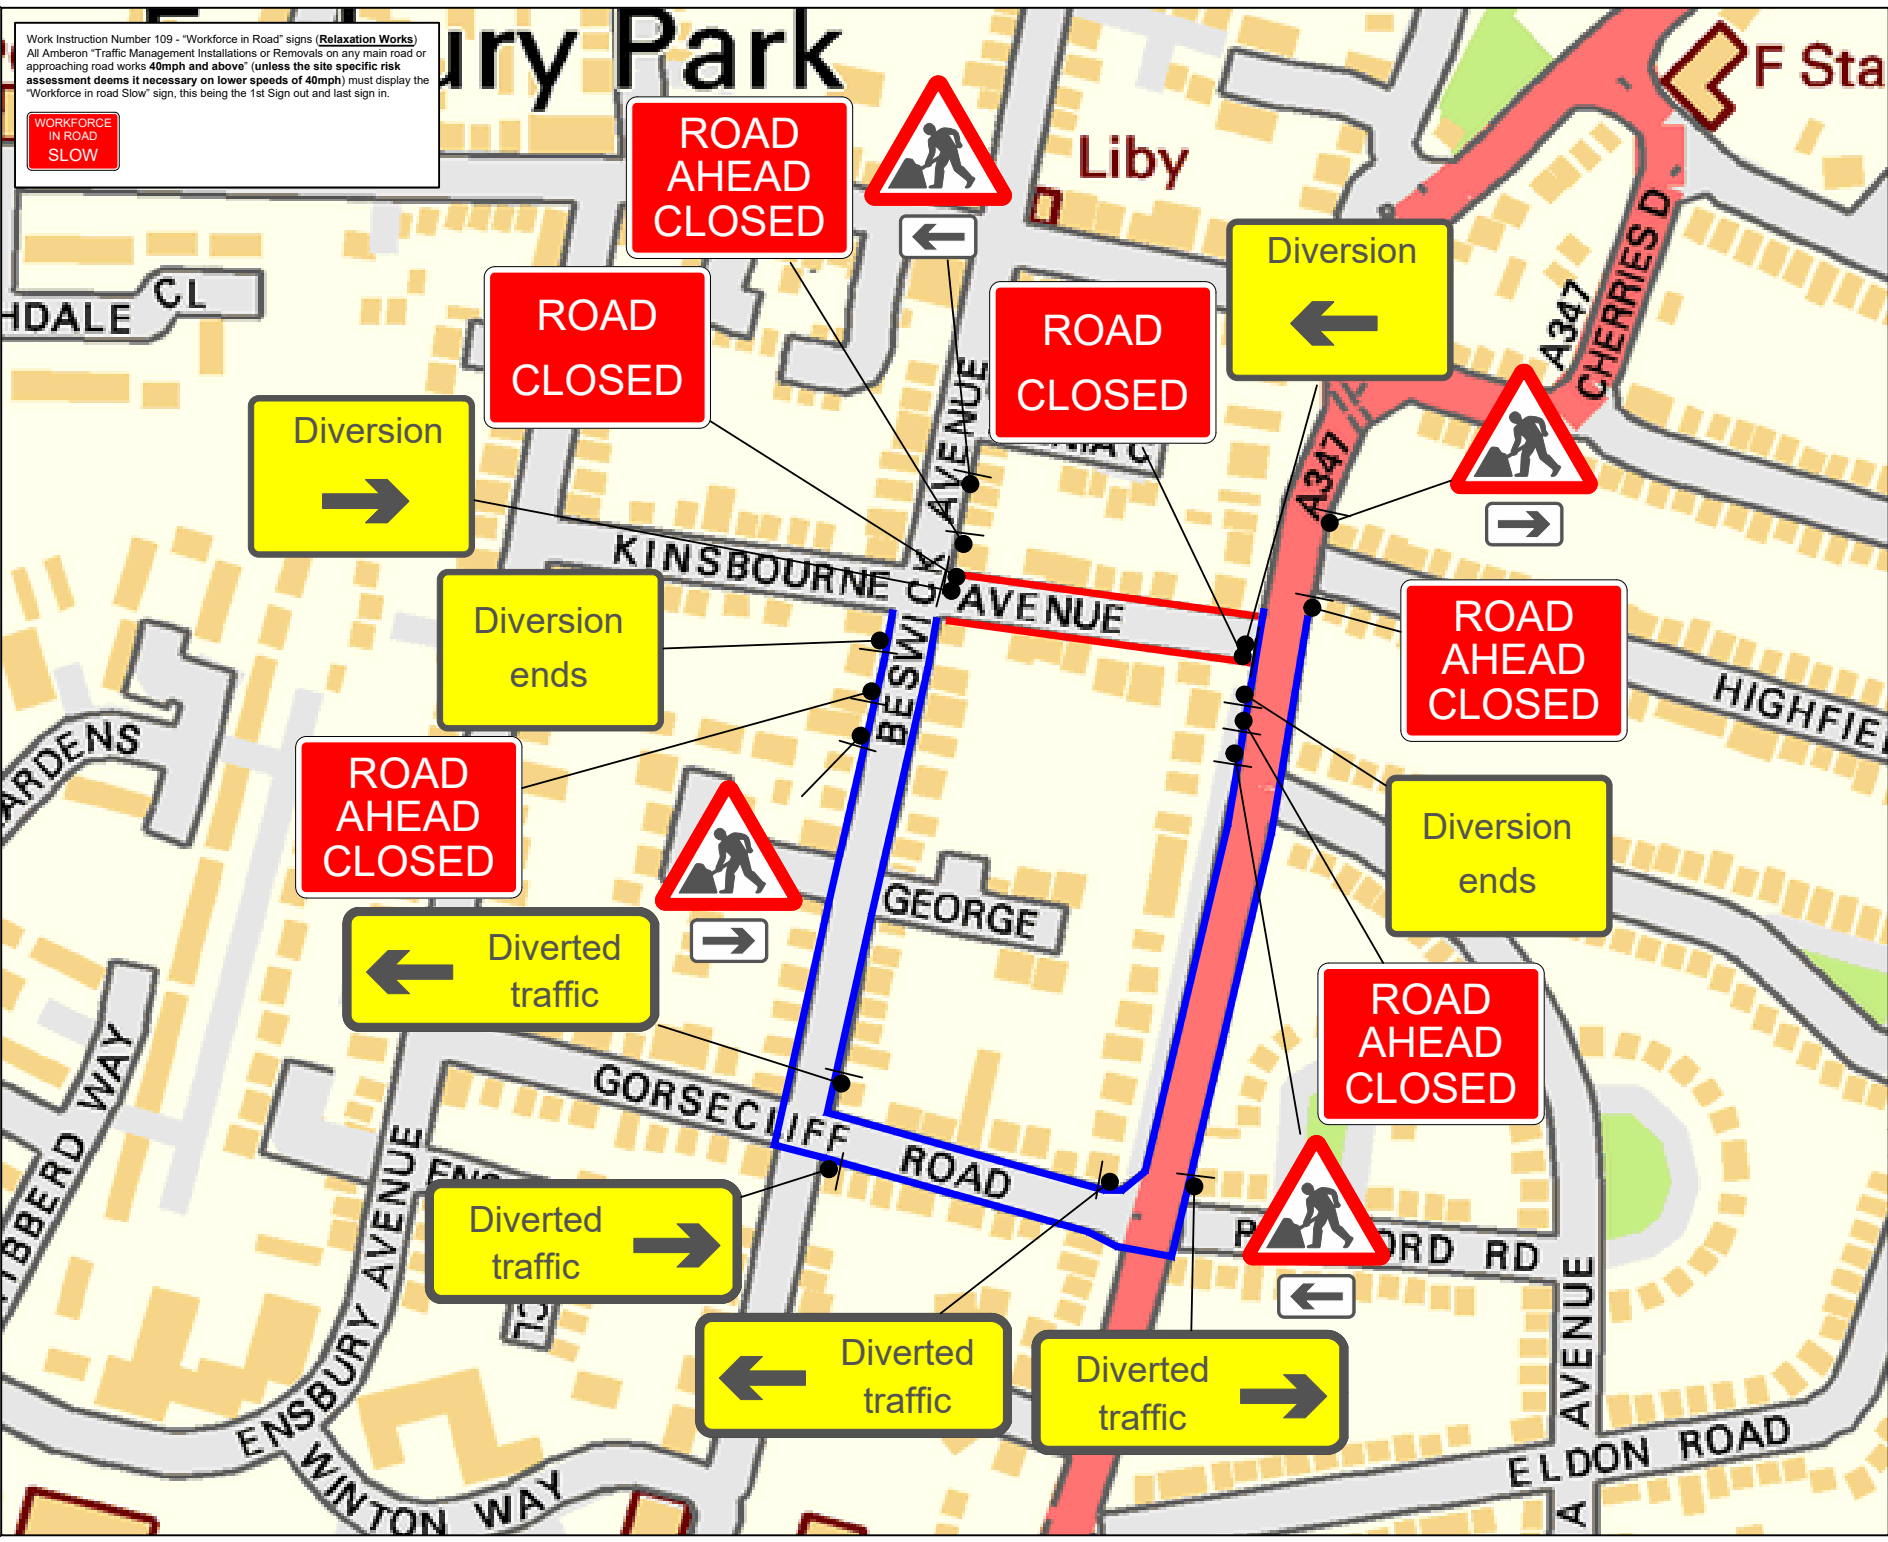 Work Instruction Number 109 - "Workforce in Road" signs (Relaxation Works)
All Amberon "Traffic Management Installations or Removals on any main road or
approaching road works 40mph and above" (unless the site specific risk
assessment deems it necessary on lower speeds of 40mph) must display the
"Workforce in road Slow" sign, this being the 1st Sign out and last sign in.
WORKFORCE
IN ROAD
SLOW
ury Park
F Sta
Liby
ROAD
AHEAD
CLOSED
Diversion
CL
HDALE
ROAD
CLOSED
ROAD
CLOSED
A347
CHERRIES D
AVENUE
Diversion
A347
KINSBOURNE
AVENUE
BESWICK
Diversion
ends
ROAD
AHEAD
CLOSED
HIGHFIE
ARDENS
ROAD
AHEAD
CLOSED
Diversion
ends
GEORGE
Diverted
traffic
ROAD
AHEAD
CLOSED
WAY
GORSECLIFF ROAD
ENSBURY AVENUE
Diverted
traffic
ORD RD
CL
Diverted
traffic
Diverted
traffic
AVENUE
ELDON ROAD
WINTON WAY
A